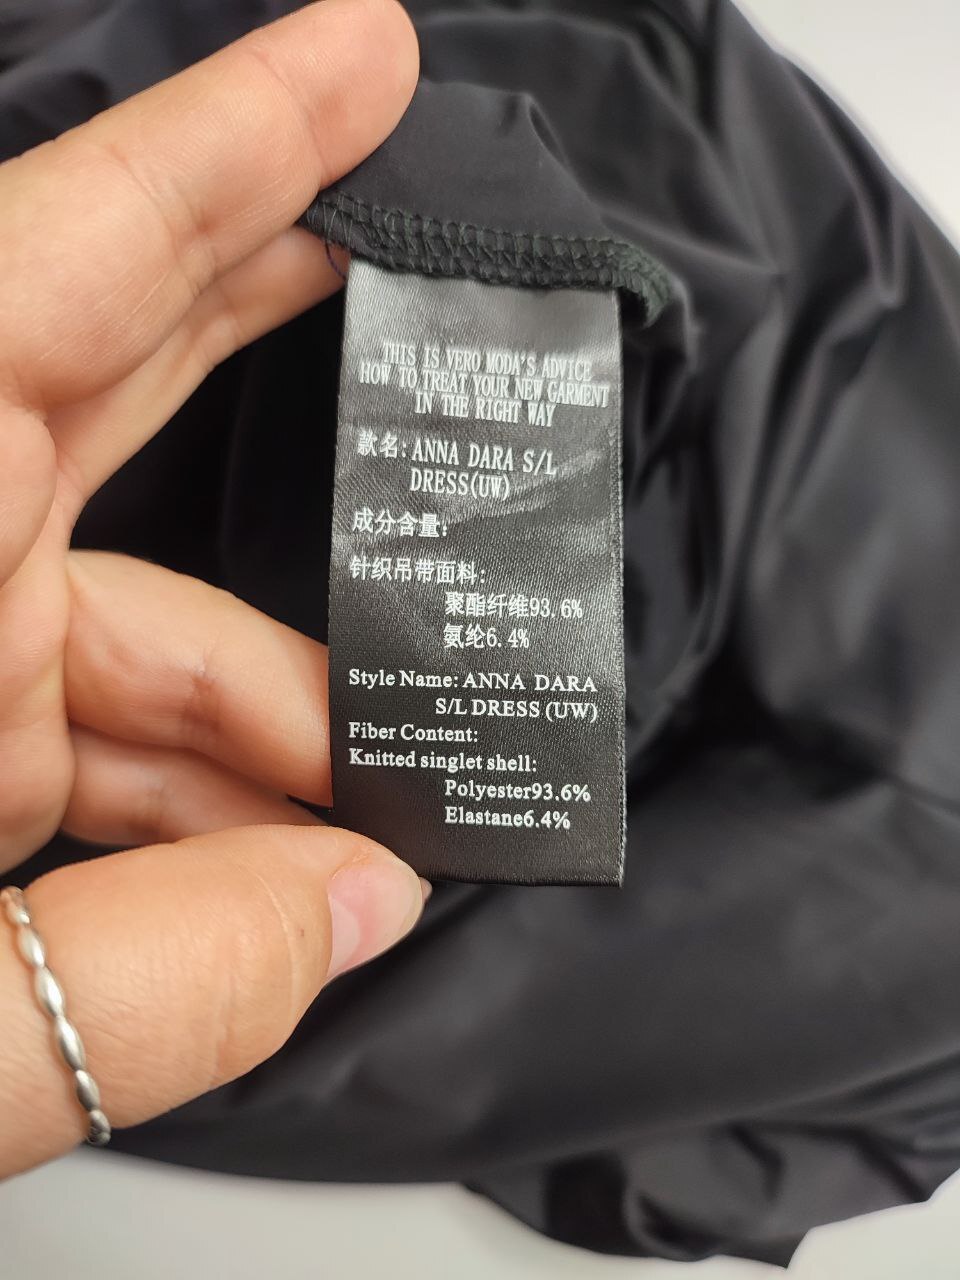 THIS IS VERO MODA'S ADVICE
HOW TO TREAT YOUR NEW GARMENT
IN THE RIGHT WAY
款名:ANNA DARA S/L
DRESS(UW)
成分含量:
针织吊带面料:
聚酯纤维93.6%
氨纶6.4%
Style Name: ANNA DARA
S/L DRESS (UW)
Fiber Content:
Knitted singlet shell:
Polyester93.6%
Elastane6.4%